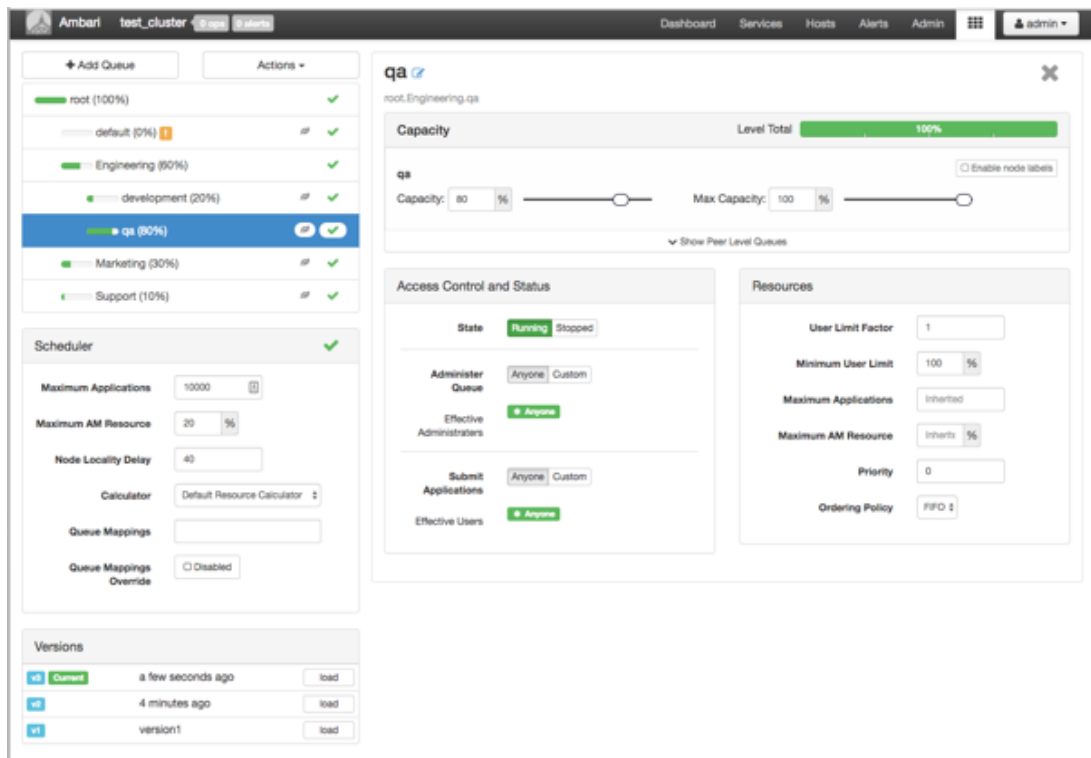 Ambari test_cluster 0 ops 0 alerts Dashboard Services Hosts Alerts Admin admin
+ Add Queue Actions
root (100%)
default (0%) !
Engineering (60%)
development (20%)
qa (80%)
Marketing (30%)
Support (10%)
Scheduler
Maximum Applications 10000
Maximum AM Resource 20 %
Node Locality Delay 40
Calculator Default Resource Calculator
Queue Mappings
Queue Mappings Override Disabled
Versions
v3 Current a few seconds ago load
v2 4 minutes ago load
v1 version1 load
qa
root.Engineering.qa
Capacity Level Total 100%
qa Enable node labels
Capacity: 80 % Max Capacity: 100 %
Show Peer Level Queues
Access Control and Status
State Running Stopped
Administer Queue Anyone Custom
Effective Administraters Anyone
Submit Applications Anyone Custom
Effective Users Anyone
Resources
User Limit Factor 1
Minimum User Limit 100 %
Maximum Applications Inherited
Maximum AM Resource Inherits %
Priority 0
Ordering Policy FIFO